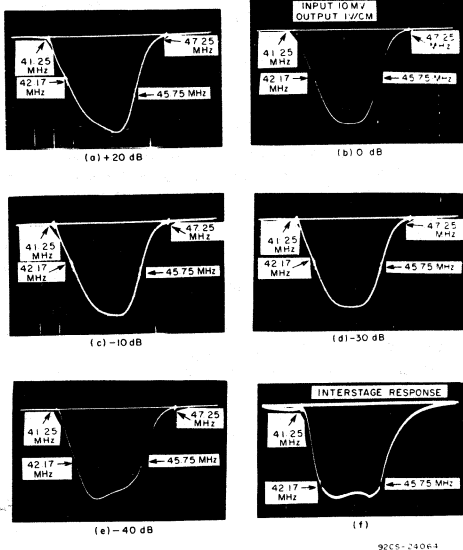 41.25
MHz
42.17
MHz
47.25
MHz
45.75 MHz
(a)+20 dB
INPUT 10 MV
OUTPUT 1V/CM
41.25
MHz
42.17
MHz
47.25
MHz
45.75 MHz
(b) 0 dB
41.25
MHz
42.17
MHz
47.25
MHz
45.75 MHz
(c)-10 dB
41.25
MHz
42.17
MHz
47.25
MHz
45.75 MHz
(d)-30 dB
41.25
MHz
42.17
MHz
47.25
MHz
45.75 MHz
(e)-40 dB
INTERSTAGE RESPONSE
41.25
MHz
42.17
MHz
45.75 MHz
(f)
92CS-24064